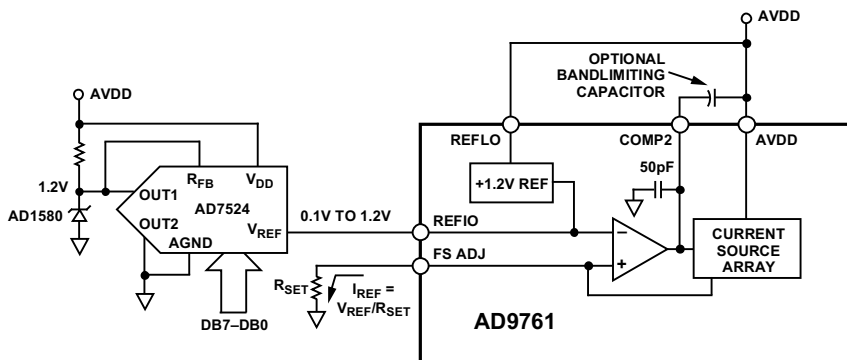 AVDD
OPTIONAL
BANDLIMITING
CAPACITOR
AVDD
REFLO
COMP2
AVDD
1.2V
RFB
VDD
OUT1
AD7524
AD1580
OUT2
VREF
AGND
0.1V TO 1.2V
REFIO
+1.2V REF
50pF
–
+
CURRENT
SOURCE
ARRAY
FS ADJ
RSET
IREF =
VREF/RSET
DB7–DB0
AD9761